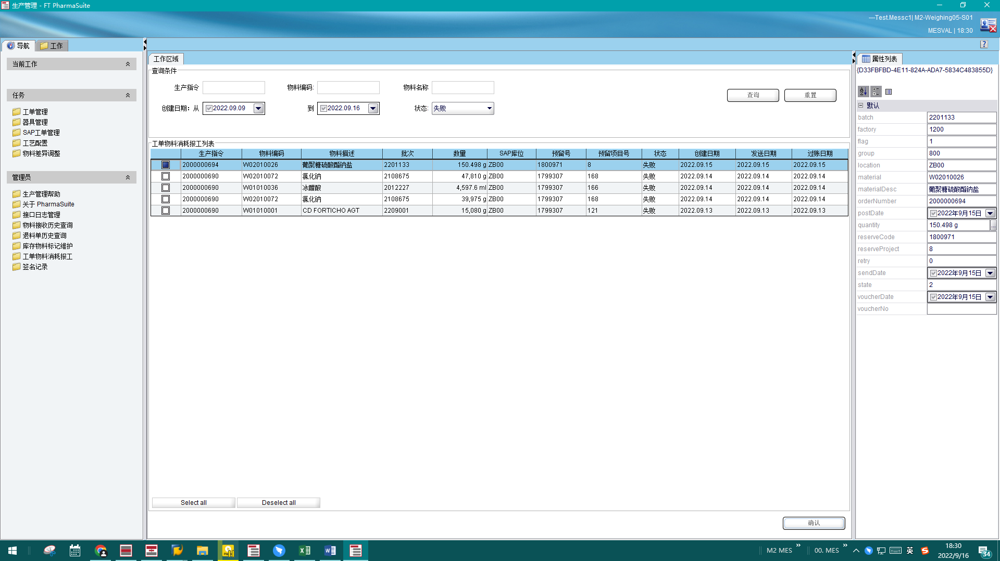 生产管理 - FT PharmaSuite
---Test.Messc1| M2-Weighing05-S01
MESVAL | 18:30
导航
工作
当前工作
任务
工单管理
器具管理
SAP工单管理
工艺配置
物料差异调整
管理员
生产管理帮助
关于 PharmaSuite
接口日志管理
物料接收历史查询
退料单历史查询
库存物料标记维护
工单物料消耗报工
签名记录
工作区域
查询条件
生产指令
物料编码:
物料名称
查询
重置
创建日期：从 2022.09.09
到 2022.09.16
状态: 失败
工单物料消耗报工列表
生产指令 物料编码 物料描述 批次 数量 SAP库位 预留号 预留项目号 状态 创建日期 发送日期 过账日期
2000000694 W02010026 葡聚糖硫酸酯钠盐 2201133 150.498 g ZB00 1800971 8 失败 2022.09.15 2022.09.15 2022.09.15
2000000690 W02010072 氯化钠 2108675 47,810 g ZB00 1799307 168 失败 2022.09.14 2022.09.14 2022.09.14
2000000690 W01010036 冰醋酸 2012227 4,597.6 ml ZB00 1799307 166 失败 2022.09.14 2022.09.14 2022.09.14
2000000690 W02010072 氯化钠 2108675 39,975 g ZB00 1799307 168 失败 2022.09.14 2022.09.14 2022.09.14
2000000690 W01010001 CD FORTICHO AGT 2209001 15,080 g ZB00 1799307 121 失败 2022.09.13 2022.09.13 2022.09.13
Select all
Deselect all
确认
属性列表
{D33FBFBD-4E11-824A-ADA7-5834C483855D}
默认
batch 2201133
factory 1200
flag 1
group 800
location ZB00
material W02010026
materialDesc 葡聚糖硫酸酯钠盐
orderNumber 2000000694
postDate 2022年9月15日
quantity 150.498 g ...
reserveCode 1800971
reserveProject 8
retry 0
sendDate 2022年9月15日
state 2
voucherDate 2022年9月15日
voucherNo
M2 MES
00. MES
英
18:30
2022/9/16
34